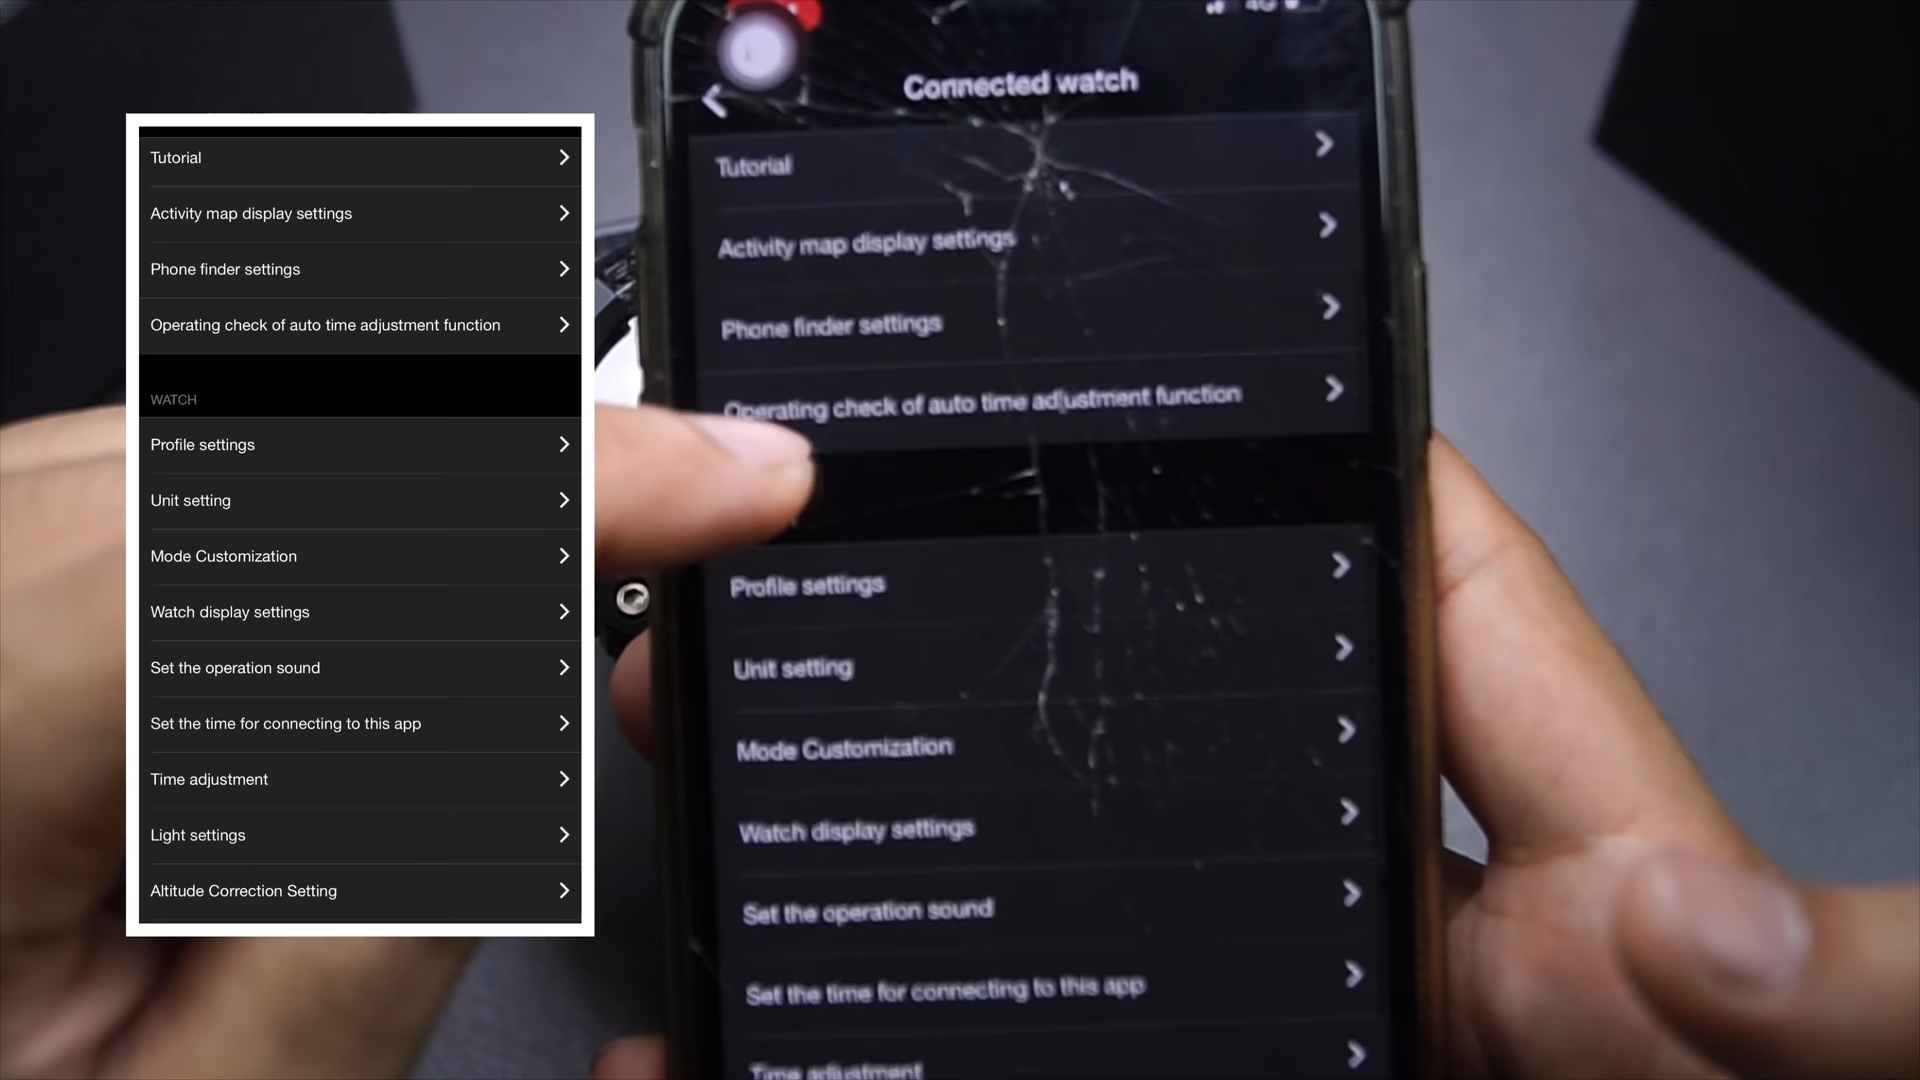 Tutorial
Activity map display settings
Phone finder settings
Operating check of auto time adjustment function
WATCH
Profile settings
Unit setting
Mode Customization
Watch display settings
Set the operation sound
Set the time for connecting to this app
Time adjustment
Light settings
Altitude Correction Setting
4G
Connected watch
Tutorial
Activity map display settings
Phone finder settings
Operating check of auto time adjustment function
Profile settings
Unit setting
Mode Customization
Watch display settings
Set the operation sound
Set the time for connecting to this app
Time adjustment